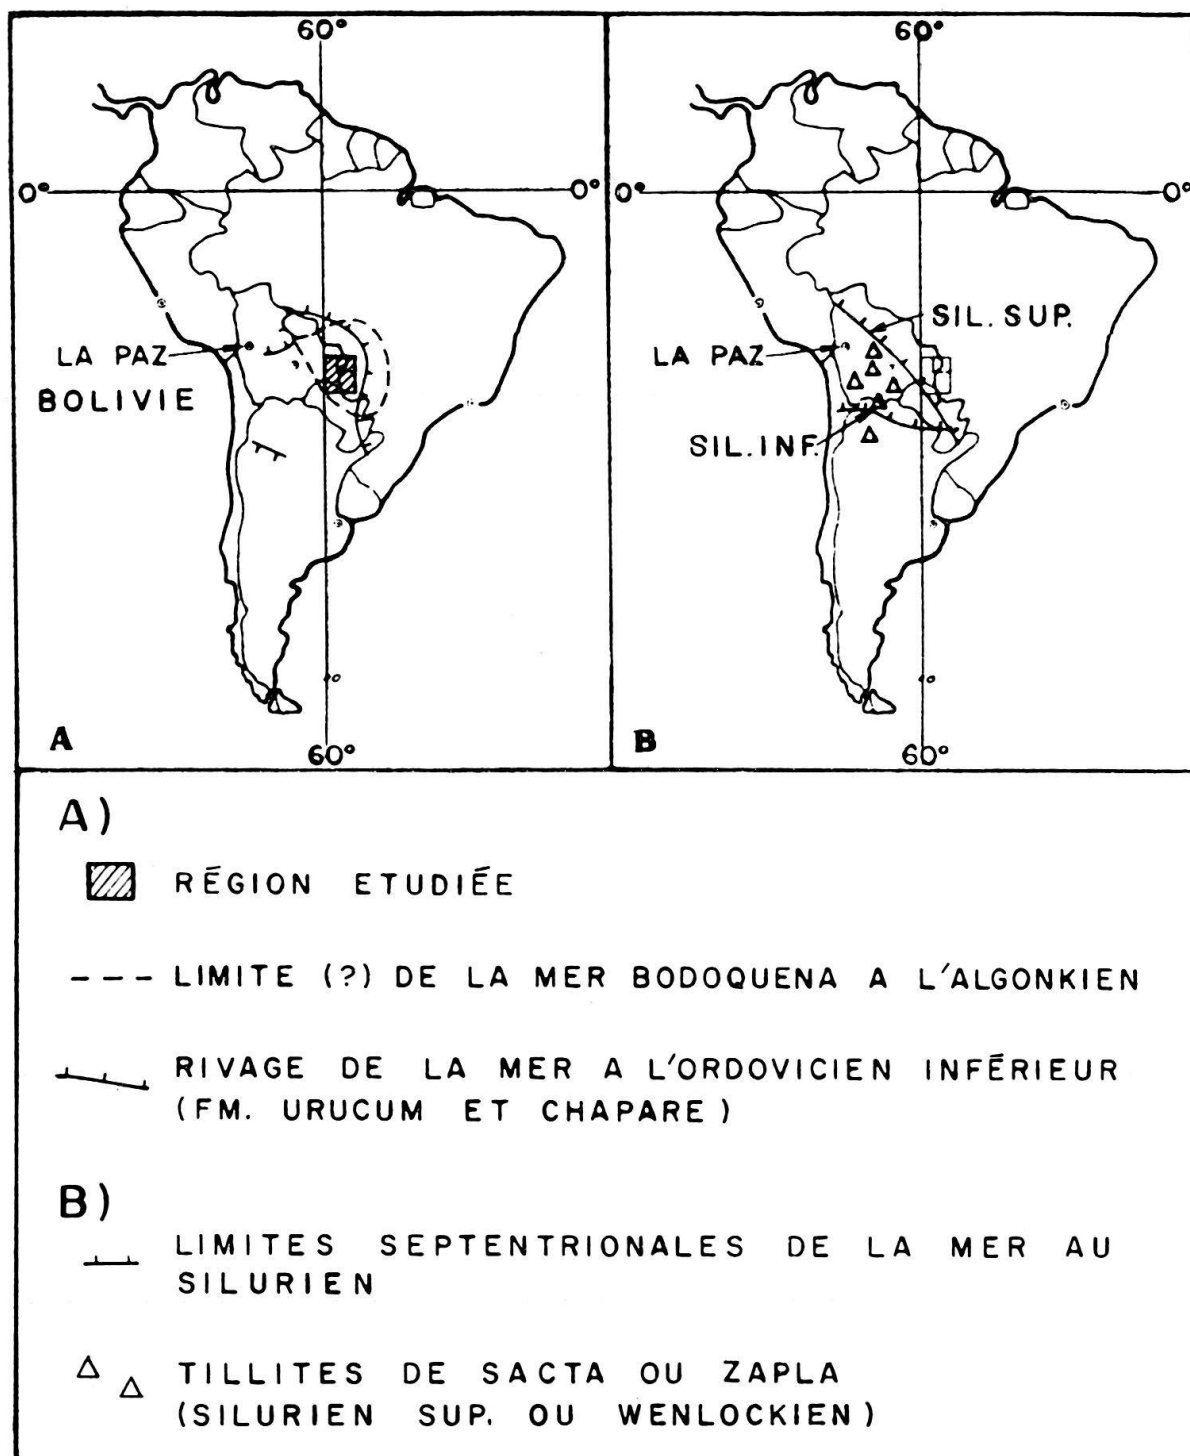 60°
0°
0°
LA PAZ
BOLIVIE
A
60°
60°
0°
0°
SIL. SUP.
LA PAZ
SIL. INF.
B
60°
A)
RÉGION ETUDIÉE
LIMITE (?) DE LA MER BODOQUENA A L'ALGONKIEN
RIVAGE DE LA MER A L'ORDOVICIEN INFÉRIEUR
(FM. URUCUM ET CHAPARE)
B)
LIMITES SEPTENTRIONALES DE LA MER AU
SILURIEN
TILLITES DE SACTA OU ZAPLA
(SILURIEN SUP. OU WENLOCKIEN)